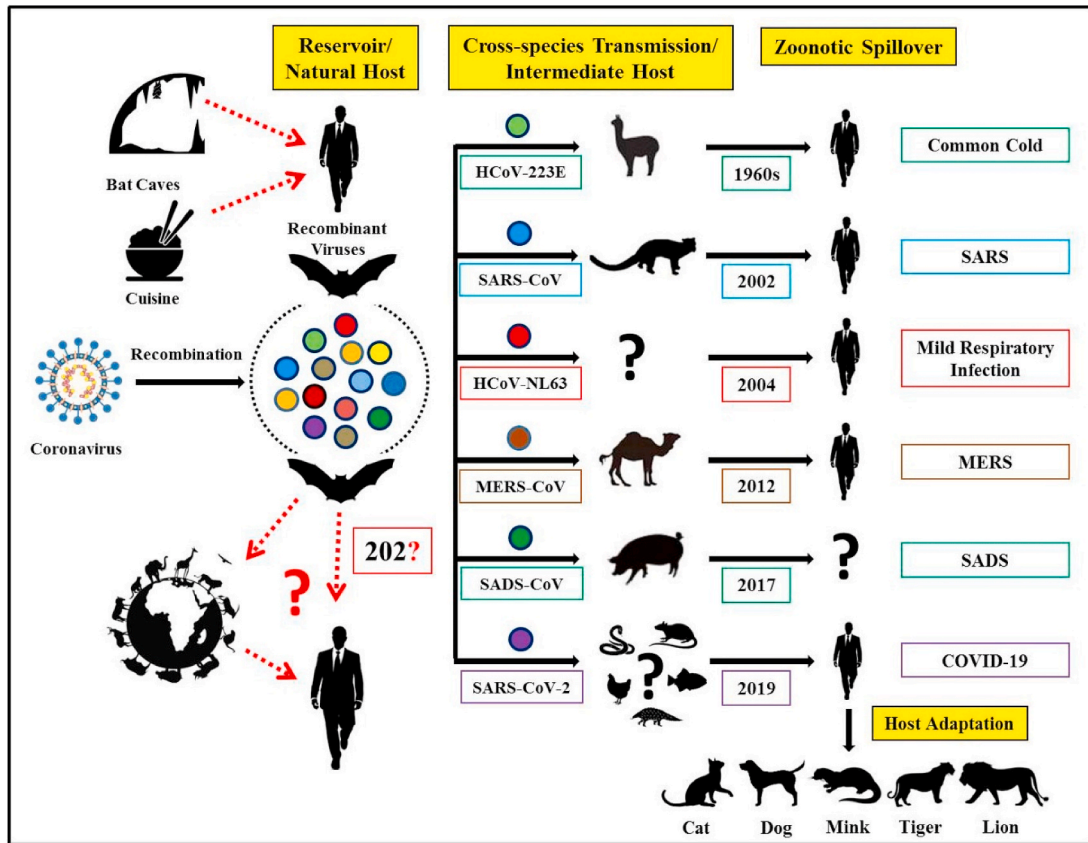 Reservoir/
Natural Host
Cross-species Transmission/
Intermediate Host
Zoonotic Spillover
Bat Caves
Cuisine
Recombinant
Viruses
Coronavirus
Recombination
202?
?
HCoV-223E
1960s
Common Cold
SARS-CoV
2002
SARS
HCoV-NL63
?
2004
Mild Respiratory
Infection
MERS-CoV
2012
MERS
SADS-CoV
2017
?
SADS
SARS-CoV-2
?
2019
COVID-19
Host Adaptation
Cat
Dog
Mink
Tiger
Lion